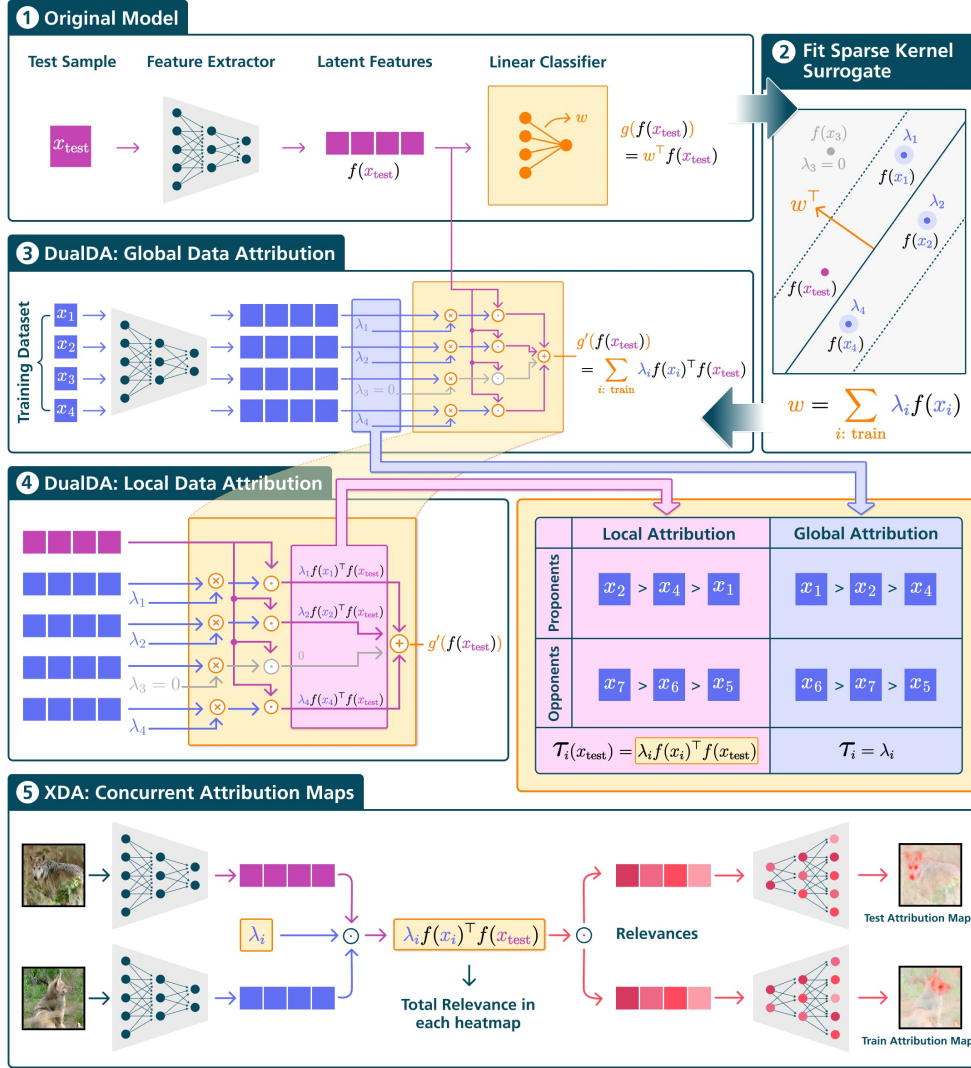 1 Original Model
Test Sample
Feature Extractor
Latent Features
Linear Classifier
x_test
f(x_test)
w
g(f(x_test))
= w^⊤ f(x_test)
2 Fit Sparse Kernel
Surrogate
f(x_3)
λ_3 = 0
λ_1
f(x_1)
w^⊤
λ_2
f(x_2)
f(x_test)
λ_4
f(x_4)
w = ∑ λ_i f(x_i)
i: train
3 DualDA: Global Data Attribution
Training Dataset
x_1
x_2
x_3
x_4
λ_1
λ_2
λ_3 = 0
λ_4
g′(f(x_test))
= ∑ λ_i f(x_i)^⊤ f(x_test)
i: train
4 DualDA: Local Data Attribution
λ_1
λ_2
λ_3 = 0
λ_4
λ_1 f(x_1)^⊤ f(x_test)
λ_2 f(x_2)^⊤ f(x_test)
0
λ_4 f(x_4)^⊤ f(x_test)
g′(f(x_test))
Local Attribution
Global Attribution
Proponents
x_2 > x_4 > x_1
x_1 > x_2 > x_4
Opponents
x_7 > x_6 > x_5
x_6 > x_7 > x_5
τ_i(x_test) = λ_i f(x_i)^⊤ f(x_test)
τ_i = λ_i
5 XDA: Concurrent Attribution Maps
λ_i
λ_i f(x_i)^⊤ f(x_test)
Total Relevance in
each heatmap
Relevances
Test Attribution Map
Train Attribution Map